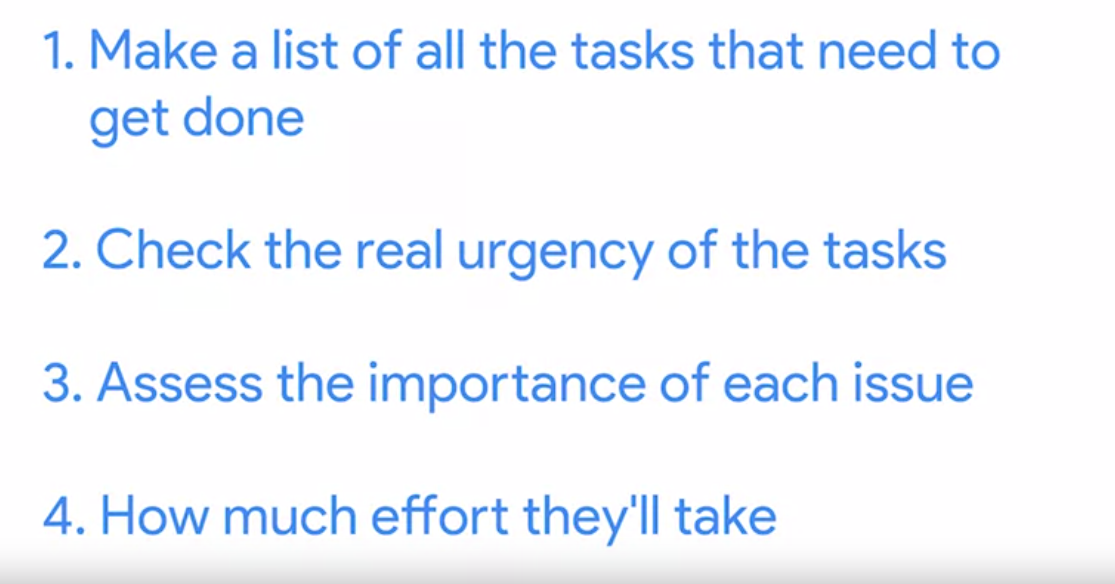 1. Make a list of all the tasks that need to
get done
2. Check the real urgency of the tasks
3. Assess the importance of each issue
4. How much effort they'll take